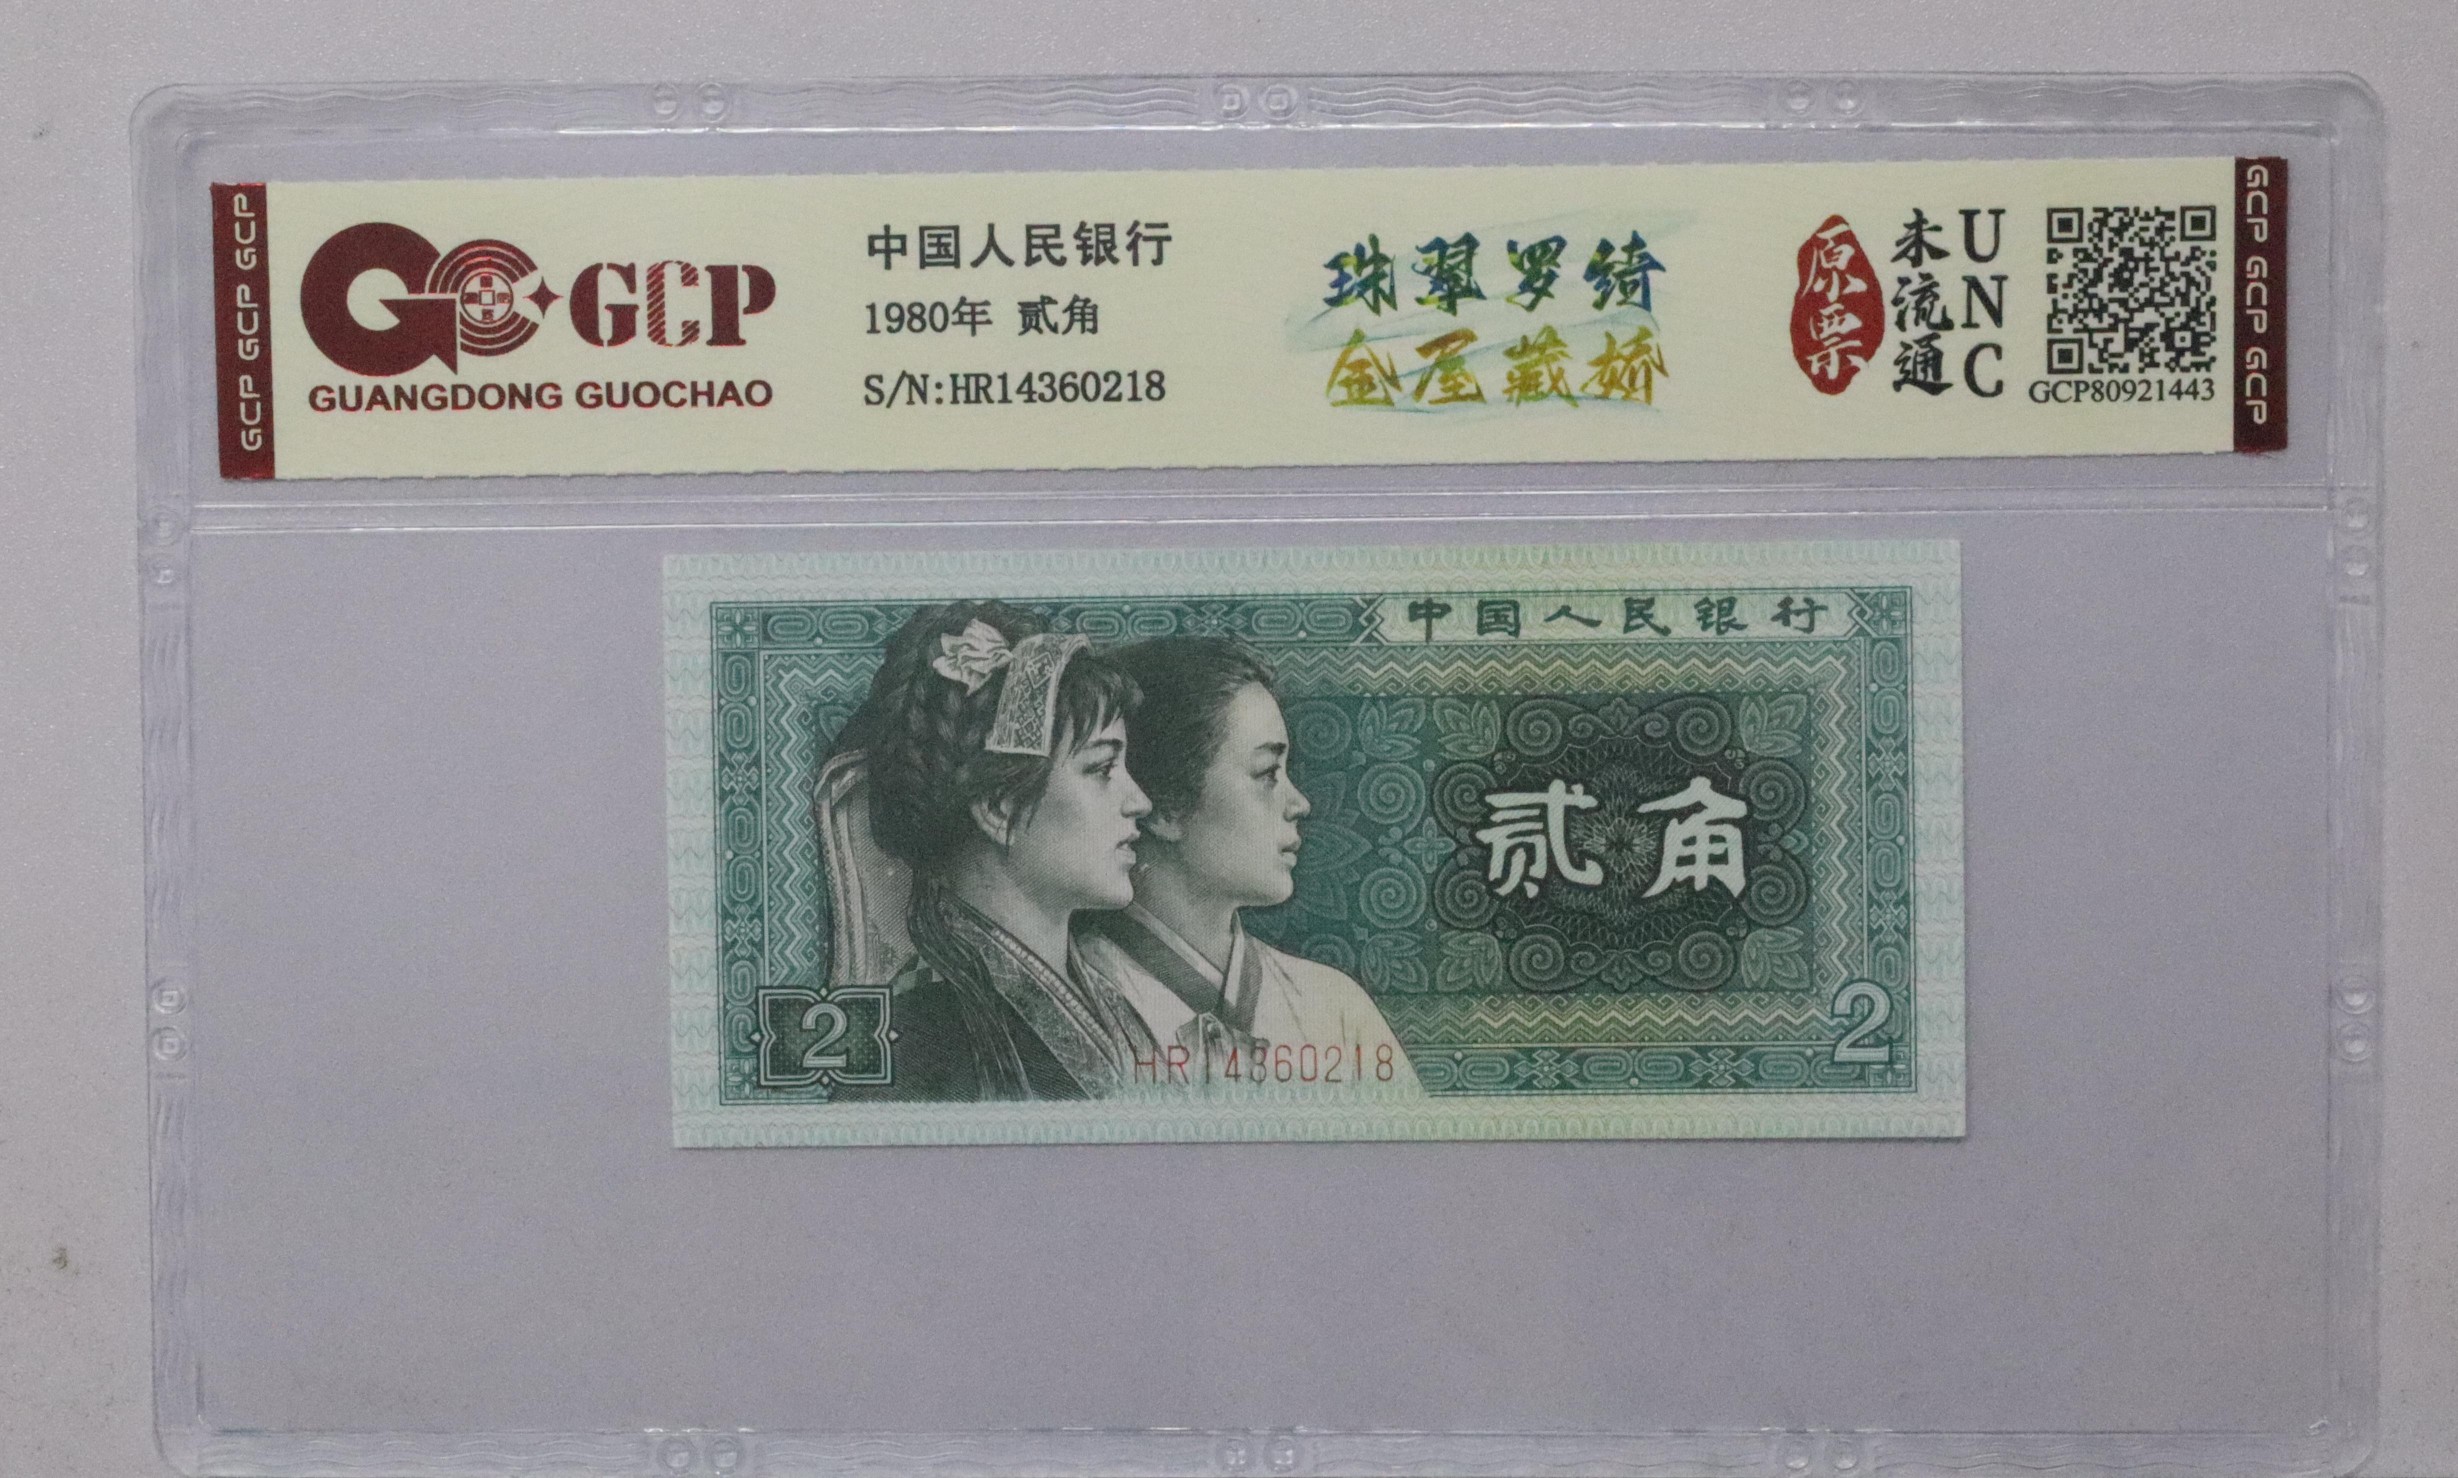 GCP GCP GCP
GCP
GUANGDONG GUOCHAO
中国人民银行
1980年 贰角
S/N:HR14360218
珠翠罗绮
金屋藏娇
原票
未流通
UNC
GCP80921443
GCP GCP GCP
中国人民银行
贰角
2
2
HR14360218